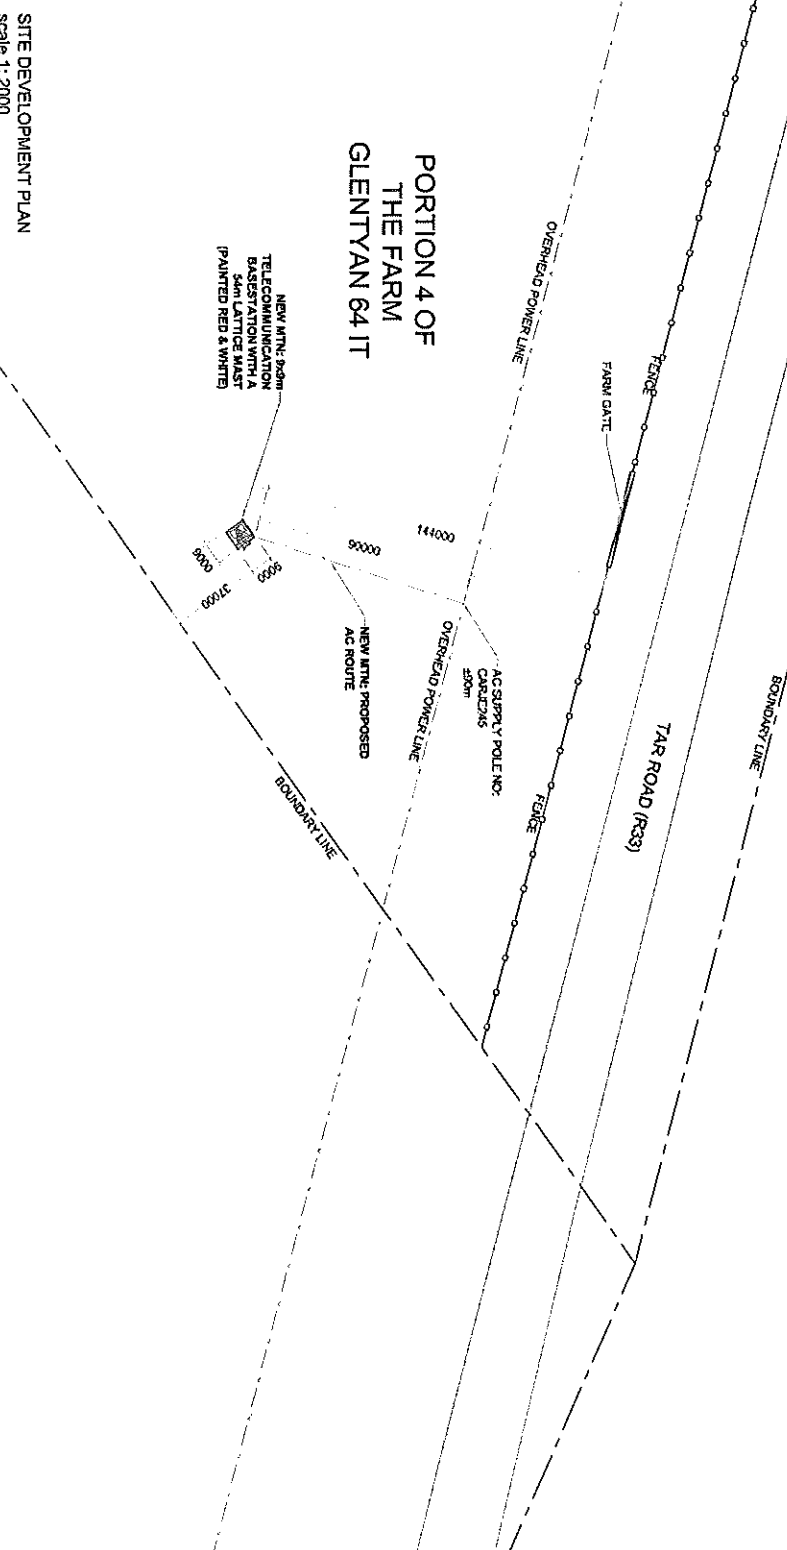 BOUNDARY LINE
TAR ROAD (R33)
FENCE
FENCE
FARM GATE
OVERHEAD POWER LINE
OVERHEAD POWER LINE
AC SUPPLY POLE NO:
±90m
PORTION 4 OF
THE FARM
GLENTYAN 64 IT
144000
90000
NEW MTN: PROPOSED
AC ROUTE
NEW MTN: 9x9m
TELECOMMUNICATION
BASESTATION WITH A
54m LATTICE MAST
(PAINTED RED & WHITE)
9000
9000
37000
BOUNDARY LINE
SITE DEVELOPMENT PLAN
scale 1: 2000